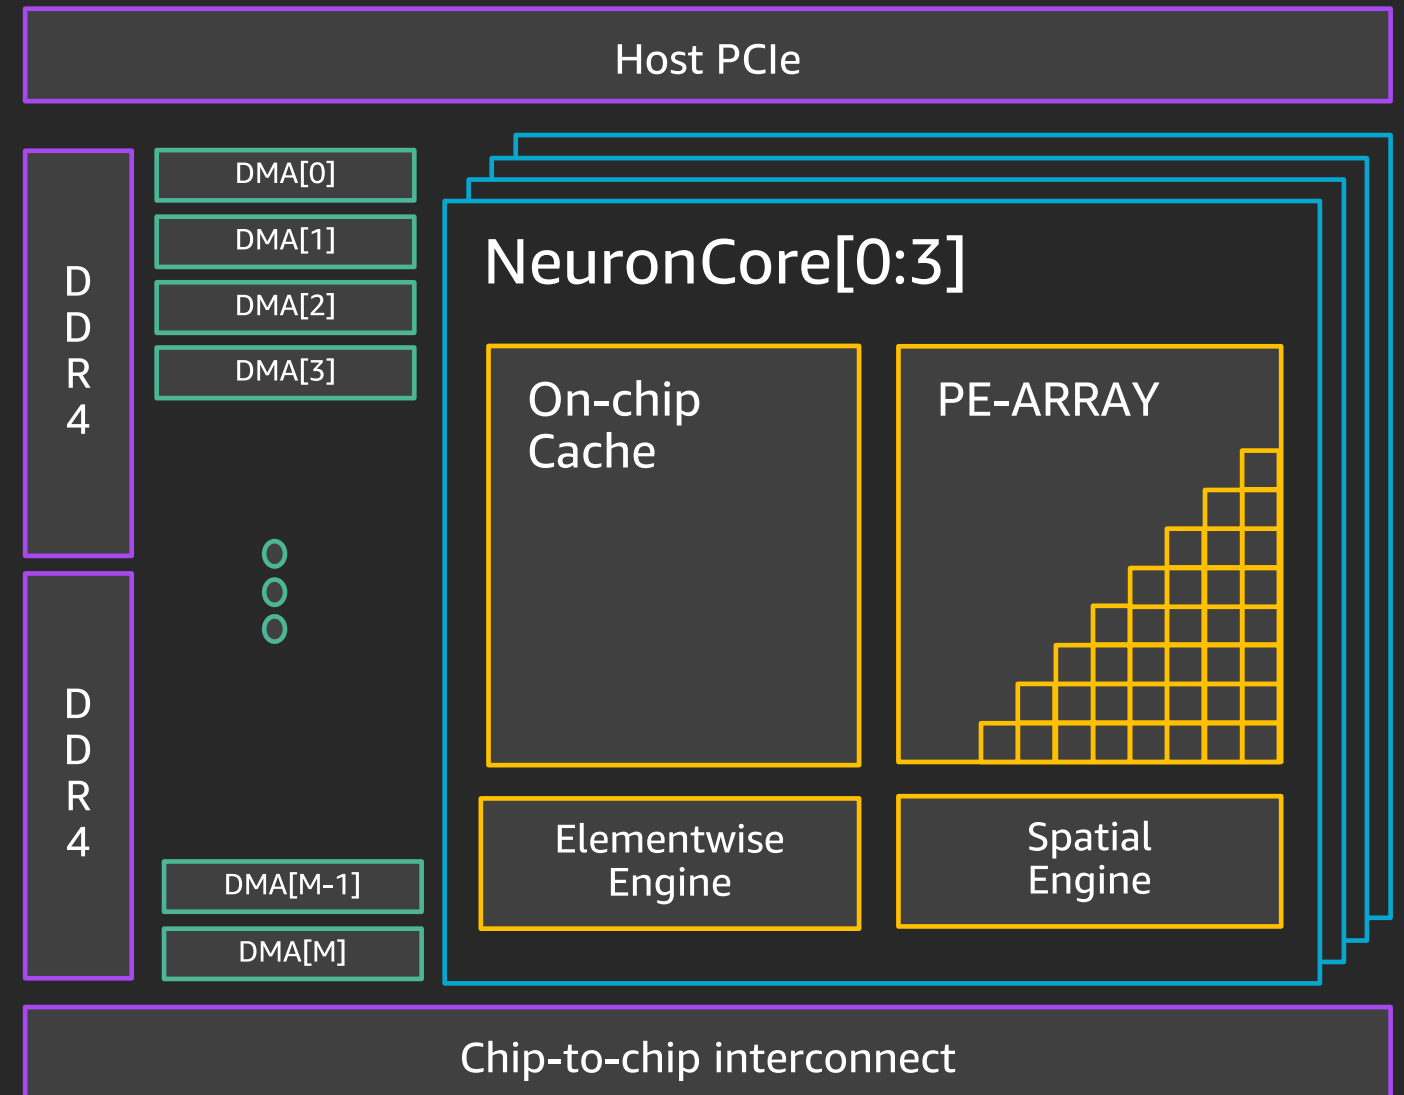 Host PCIe
D
D
R
4
D
D
R
4
DMA[0]
DMA[1]
DMA[2]
DMA[3]
DMA[M-1]
DMA[M]
NeuronCore[0:3]
On-chip
Cache
PE-ARRAY
Elementwise
Engine
Spatial
Engine
Chip-to-chip interconnect